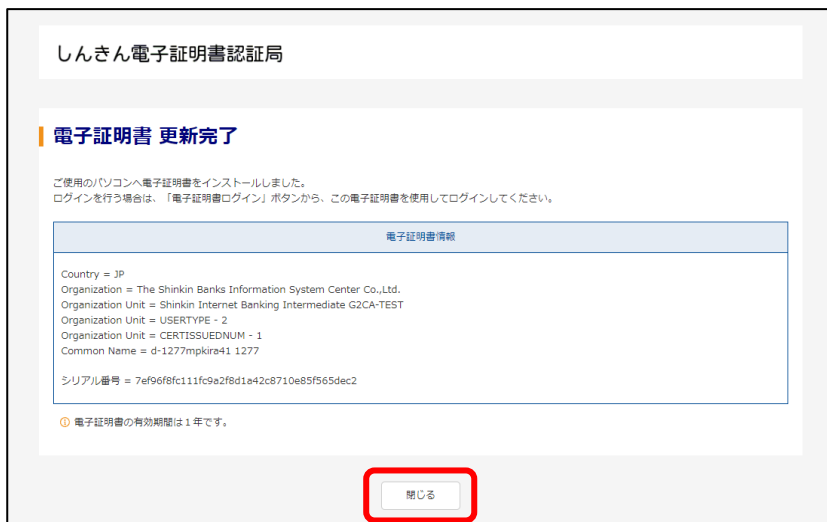 しんきん電子証明書認証局
電子証明書 更新完了
ご使用のパソコンへ電子証明書をインストールしました。
ログインを行う場合は、「電子証明書ログイン」ボタンから、この電子証明書を使用してログインしてください。
電子証明書情報
Country = JP
Organization = The Shinkin Banks Information System Center Co.,Ltd.
Organization Unit = Shinkin Internet Banking Intermediate G2CA-TEST
Organization Unit = USERTYPE - 2
Organization Unit = CERTISSUEDNUM - 1
Common Name = d-1277mpkira41 1277
シリアル番号 = 7ef96f8fc111fc9a2f8d1a42c8710e85f565dec2
電子証明書の有効期間は１年です。
閉じる